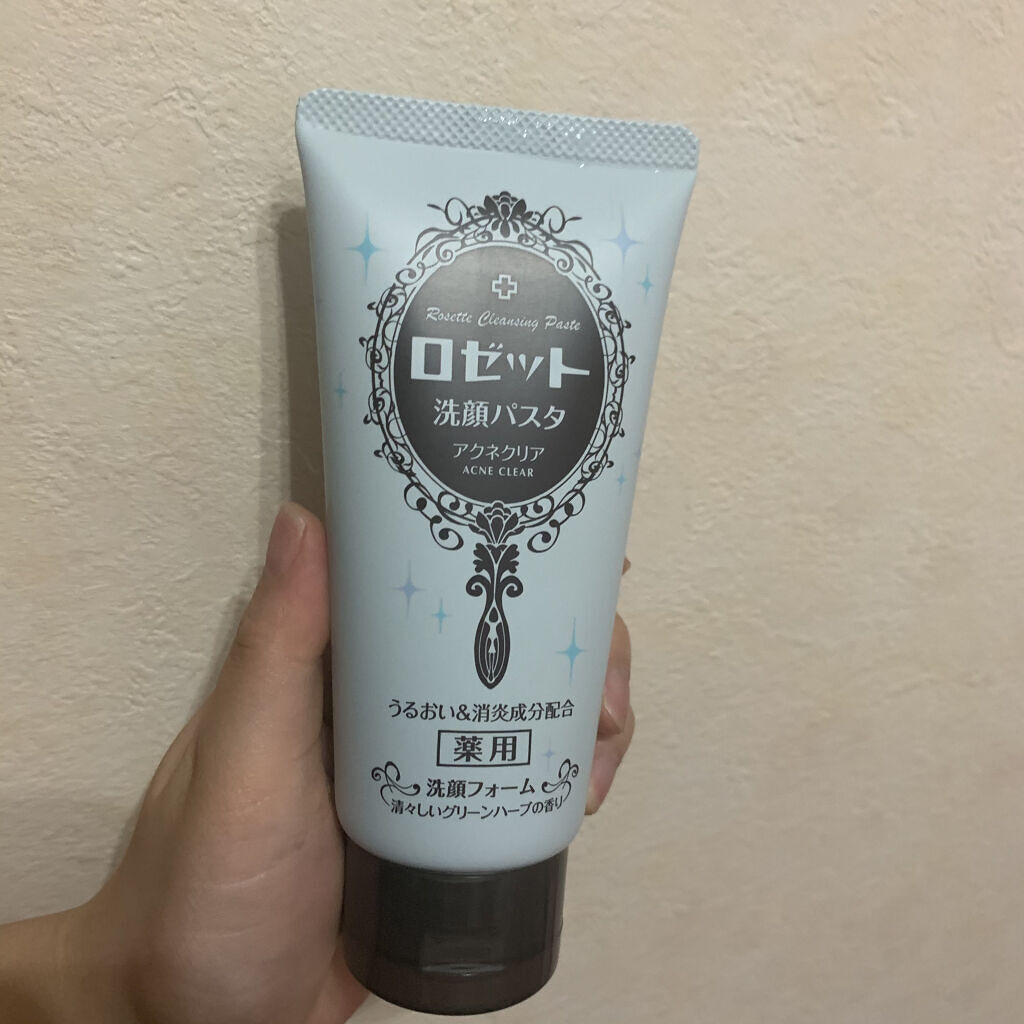 Rosette Cleansing Paste
ロゼット
洗顔パスタ
アクネクリア
ACNE CLEAR
うるおい&消炎成分配合
薬用
洗顔フォーム
清々しいグリーンハーブの香り